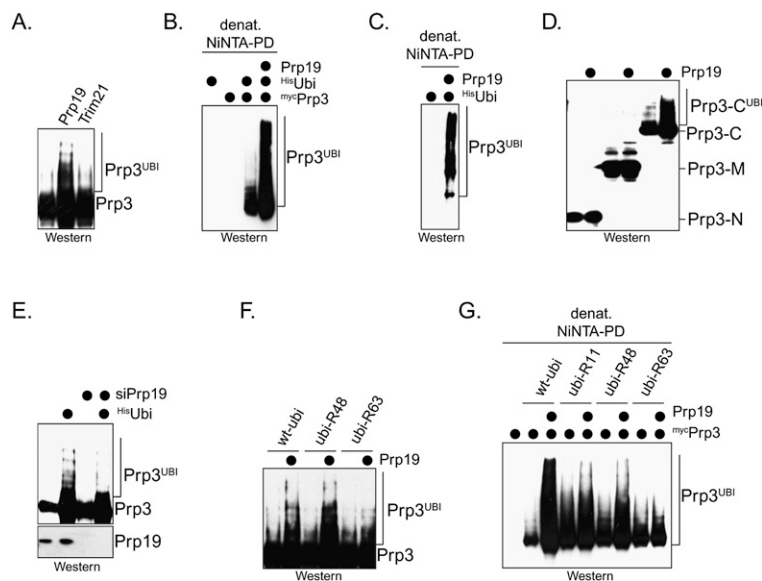 A.
Prp19
Trim21
Prp3ᵁᴮᴵ
Prp3
Western
B.
denat.
NiNTA-PD
Prp19
ᴴⁱˢUbi
ᵐʸᶜPrp3
Prp3ᵁᴮᴵ
Western
C.
denat.
NiNTA-PD
Prp19
ᴴⁱˢUbi
Prp3ᵁᴮᴵ
Western
D.
Prp19
Prp3-Cᵁᴮᴵ
Prp3-C
Prp3-M
Prp3-N
Western
E.
siPrp19
ᴴⁱˢUbi
Prp3ᵁᴮᴵ
Prp3
Prp19
Western
F.
wt-ubi
ubi-R48
ubi-R63
Prp19
Prp3ᵁᴮᴵ
Prp3
Western
G.
denat.
NiNTA-PD
wt-ubi
ubi-R11
ubi-R48
ubi-R63
Prp19
ᵐʸᶜPrp3
Prp3ᵁᴮᴵ
Western